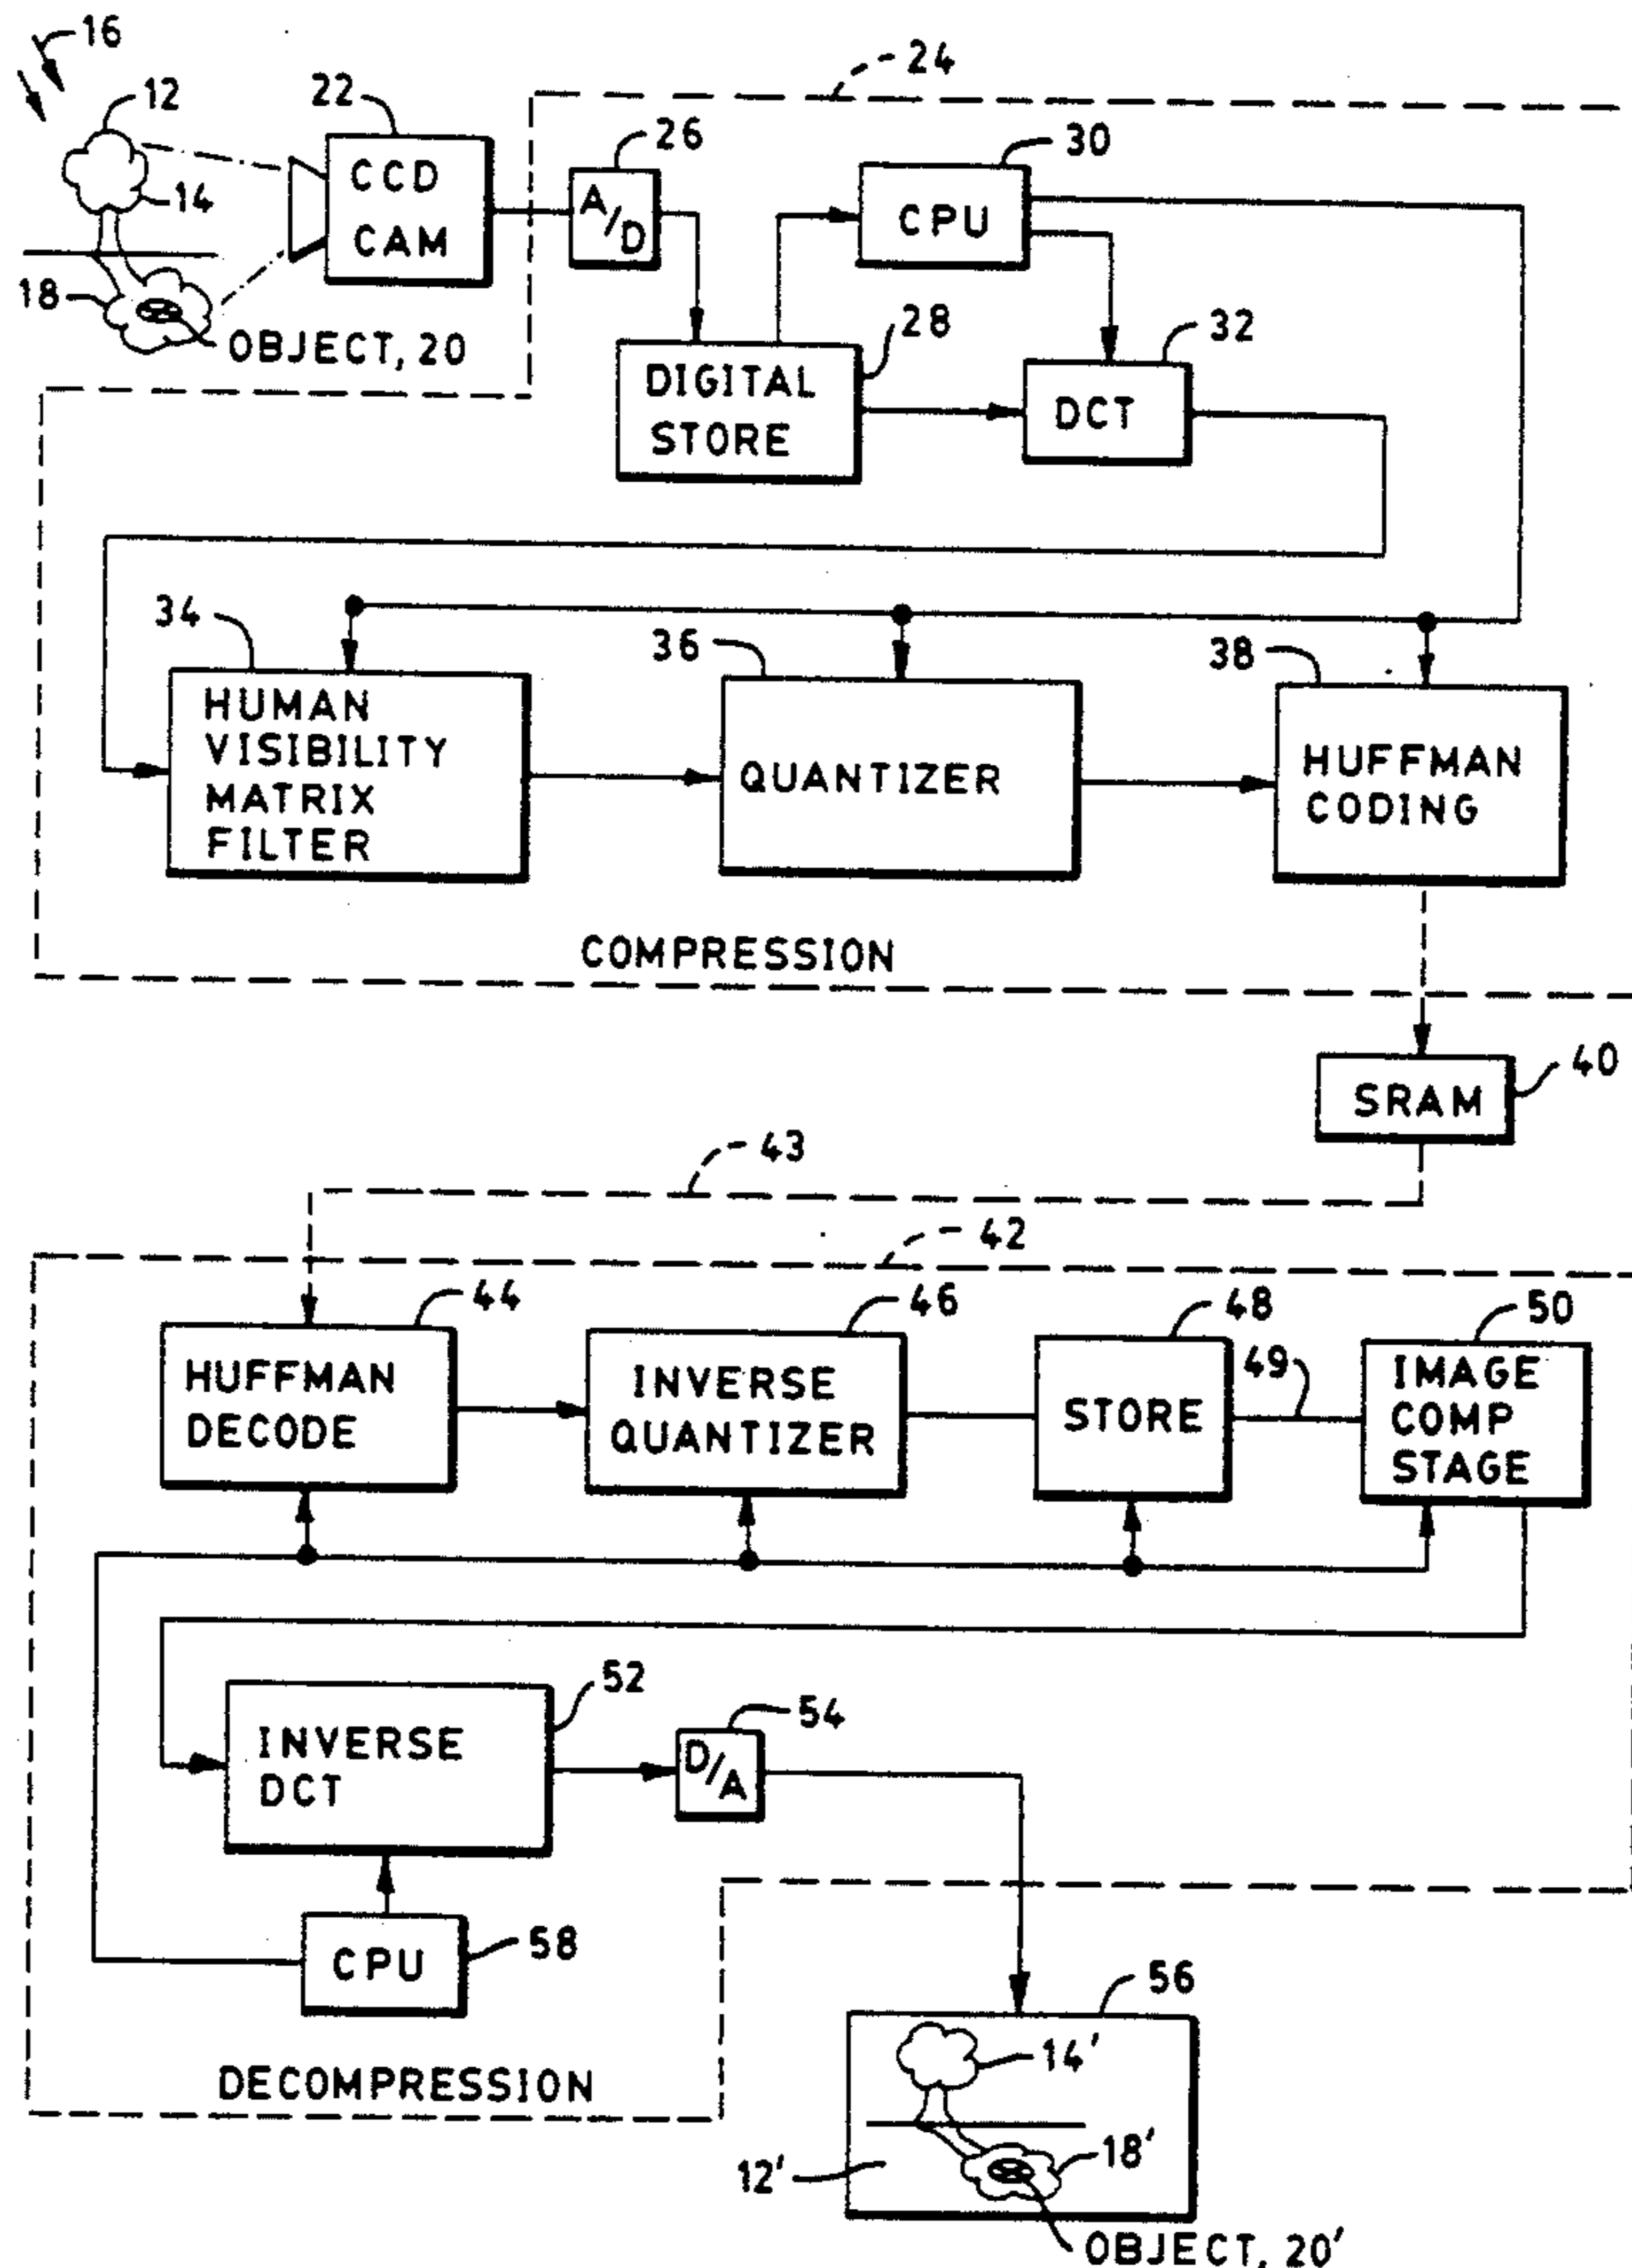 16
12
22
24
14
CCD
CAM
26
A/D
30
CPU
18
OBJECT, 20
28
DIGITAL
STORE
32
DCT
34
HUMAN
VISIBILITY
MATRIX
FILTER
36
QUANTIZER
38
HUFFMAN
CODING
COMPRESSION
SRAM
40
43
42
44
HUFFMAN
DECODE
46
INVERSE
QUANTIZER
48
STORE
49
50
IMAGE
COMP
STAGE
52
INVERSE
DCT
54
D/A
CPU
58
DECOMPRESSION
56
14'
12'
18'
OBJECT, 20'